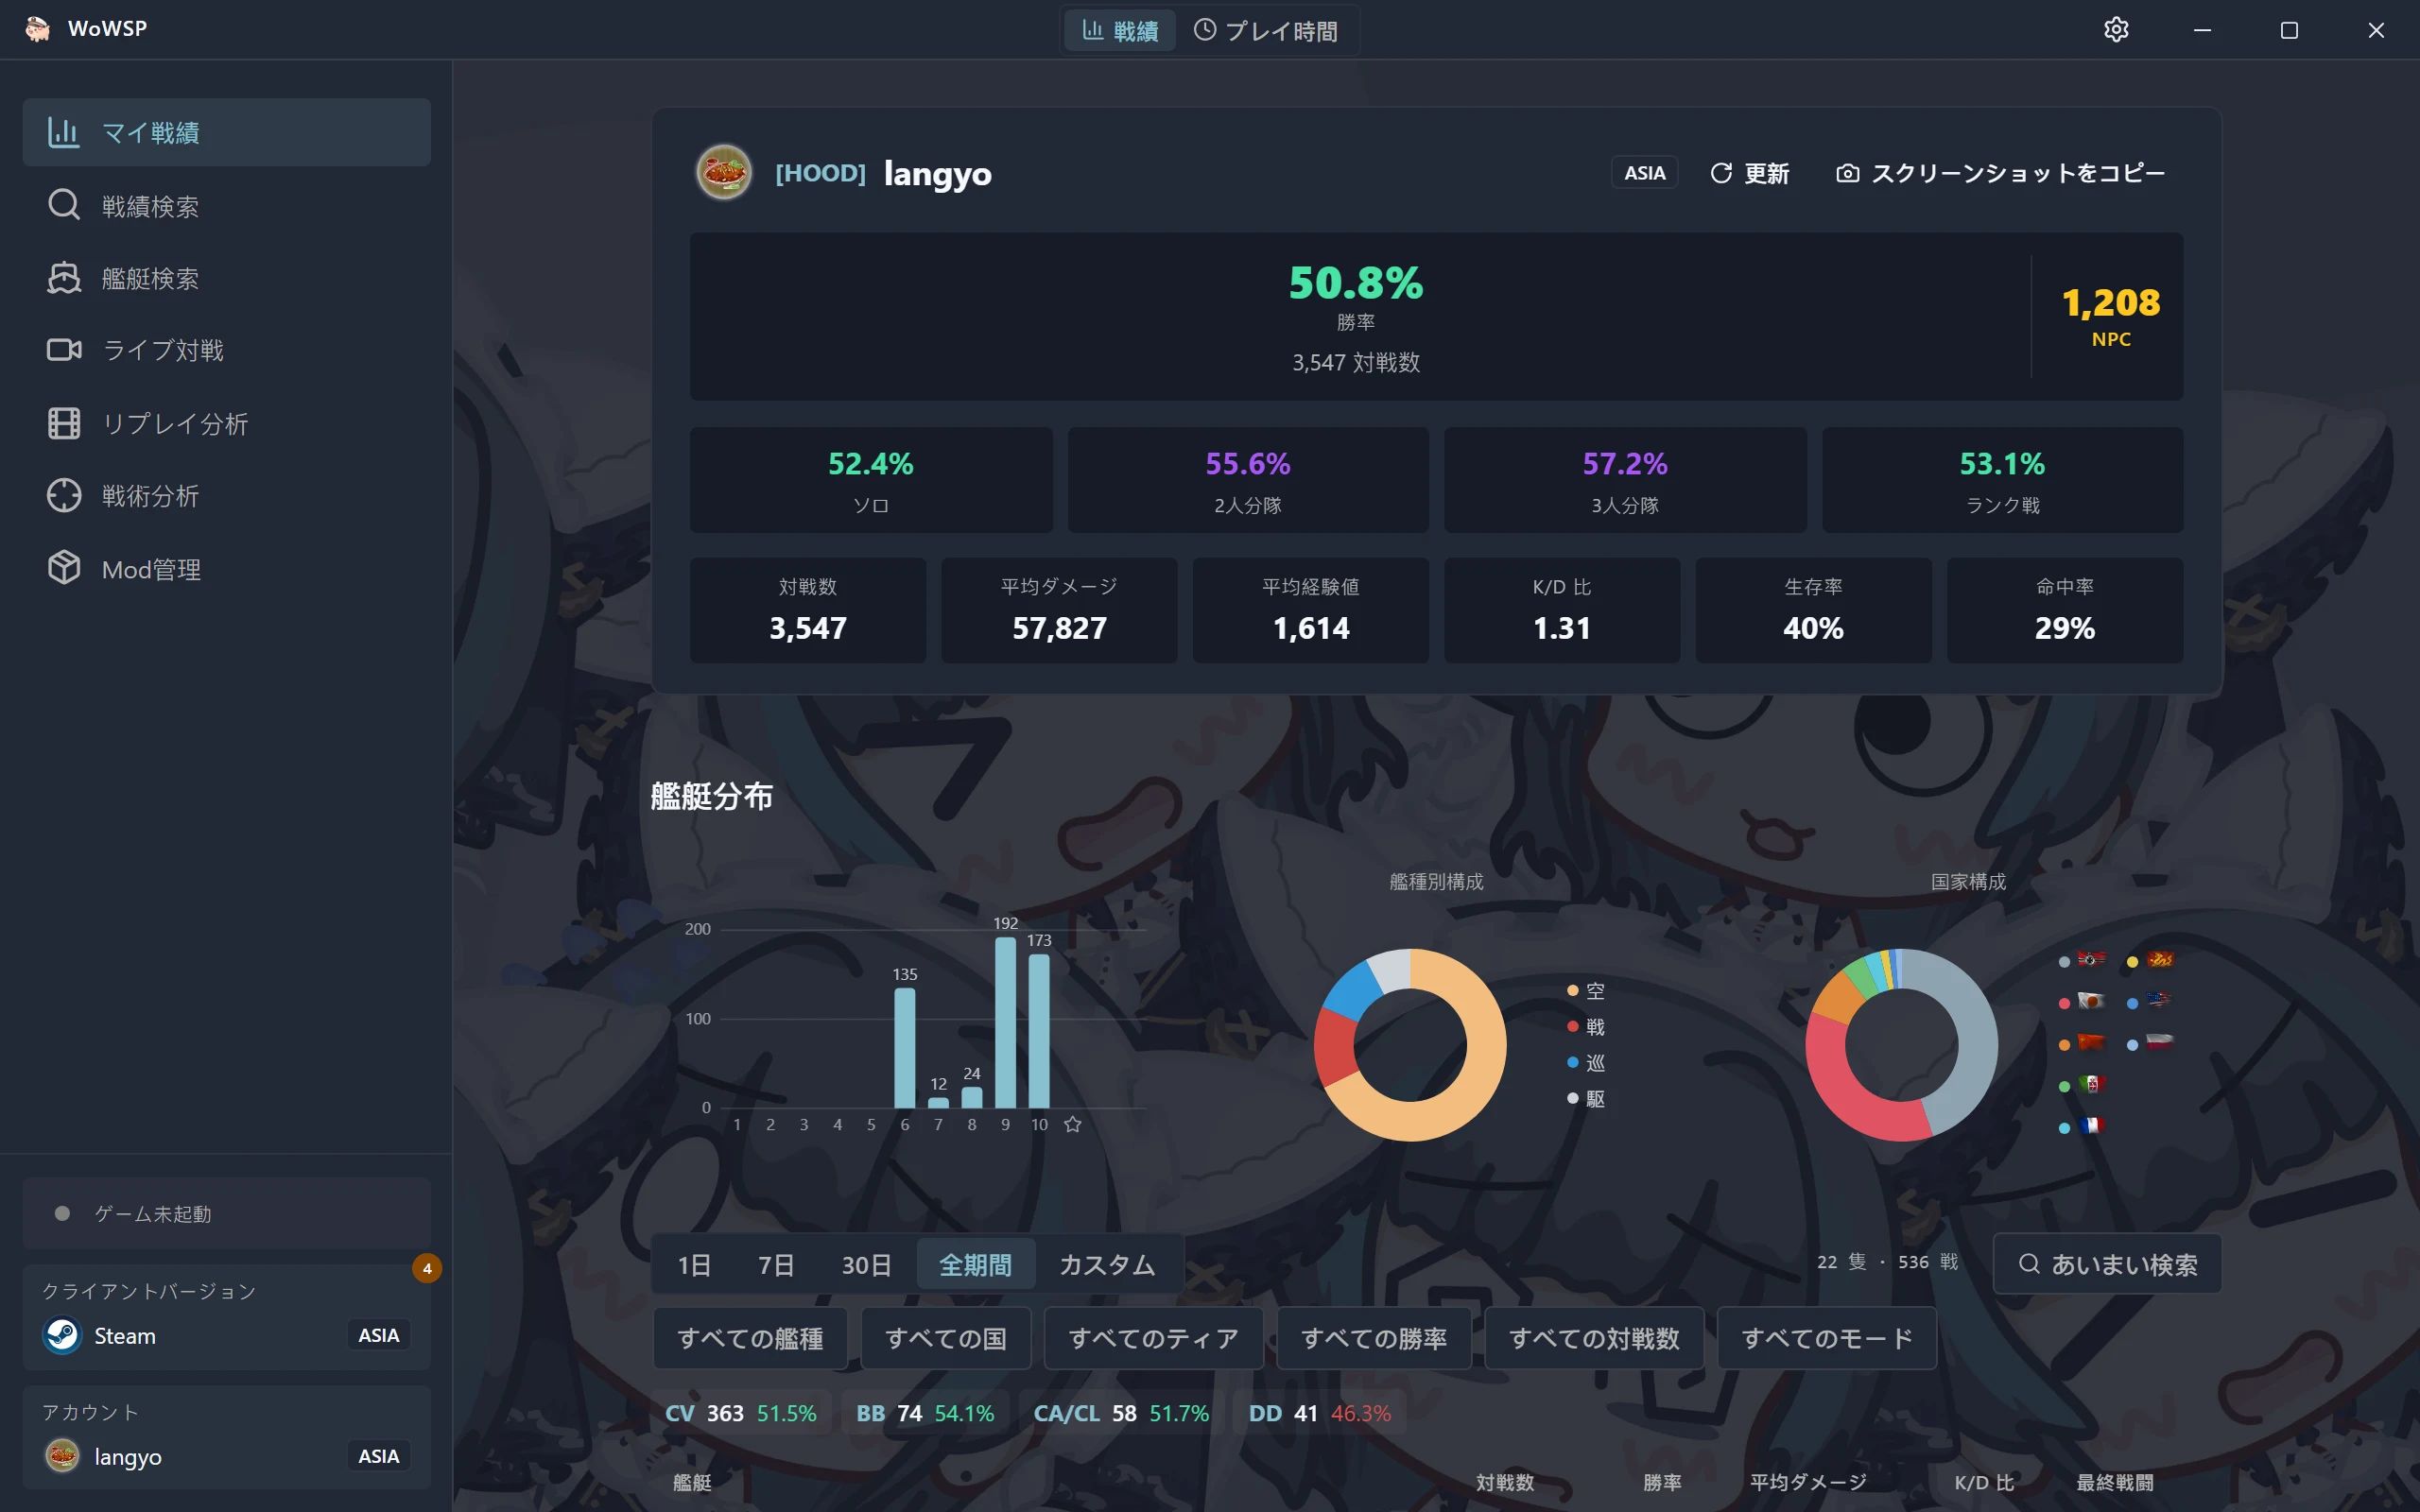 WoWSP
戦績
プレイ時間
マイ戦績
戦績検索
艦艇検索
ライブ対戦
リプレイ分析
戦術分析
Mod管理
ゲーム未起動
4
クライアントバージョン
Steam ASIA
アカウント
langyo ASIA
[HOOD] langyo
ASIA 更新 スクリーンショットをコピー
50.8%
勝率
3,547 対戦数
1,208
NPC
52.4% 55.6% 57.2% 53.1%
ソロ 2人分隊 3人分隊 ランク戦
対戦数 平均ダメージ 平均経験値 K/D 比 生存率 命中率
3,547 57,827 1,614 1.31 40% 29%
艦艇分布
200
100
0
135 12 24 192 173
1 2 3 4 5 6 7 8 9 10
艦種別構成
空
戦
巡
駆
国家構成
1日 7日 30日 全期間 カスタム
22 隻 · 536 戦
あいまい検索
すべての艦種 すべての国 すべてのティア すべての勝率 すべての対戦数 すべてのモード
CV 363 51.5% BB 74 54.1% CA/CL 58 51.7% DD 41 46.3%
艦艇 対戦数 勝率 平均ダメージ K/D 比 最終戦闘